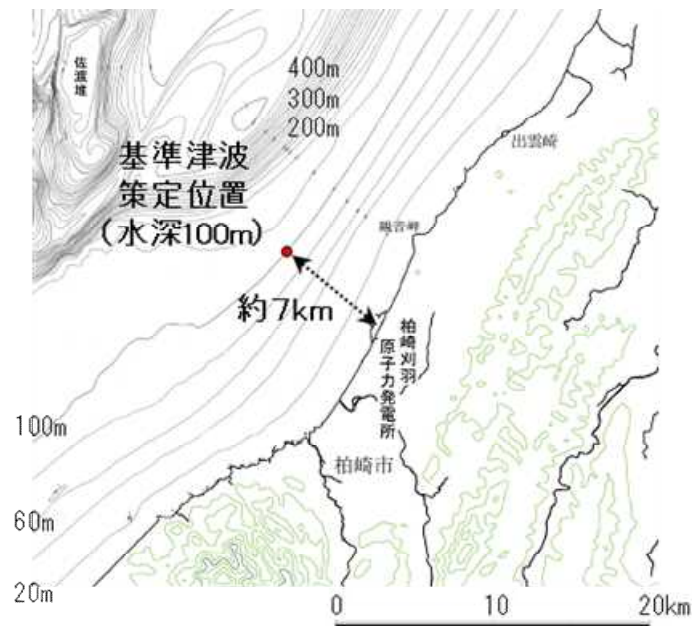 佐渡堆
400m
300m
200m
基準津波
策定位置
(水深100m)
出雲崎
観音岬
約7km
柏崎刈羽
原子力発電所
柏崎市
100m
60m
20m
0 10 20km